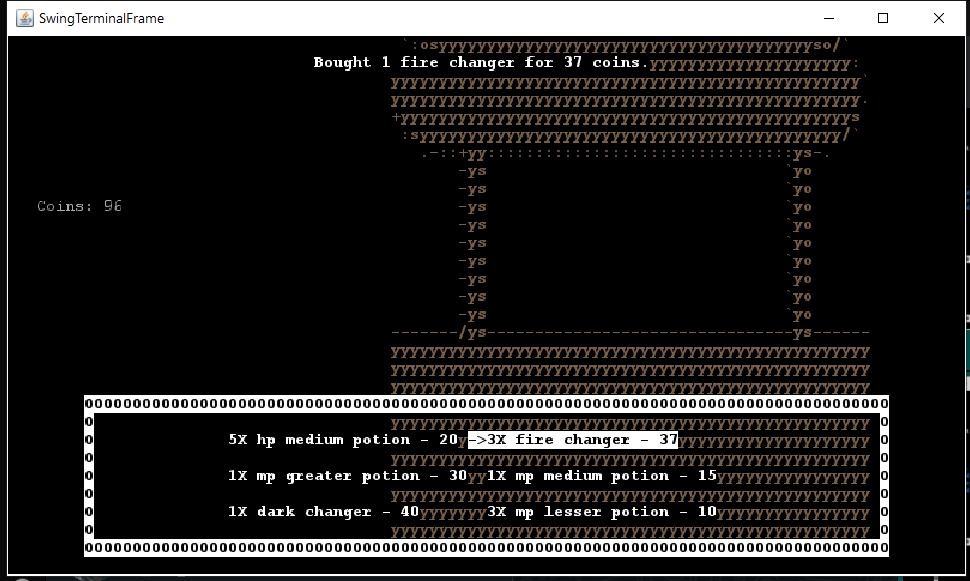 SwingTerminalFrame
Bought 1 fire changer for 37 coins.
Coins: 96
5X hp medium potion - 20 ->3X fire changer - 37
1X mp greater potion - 30 1X mp medium potion - 15
1X dark changer - 40 3X mp lesser potion - 10